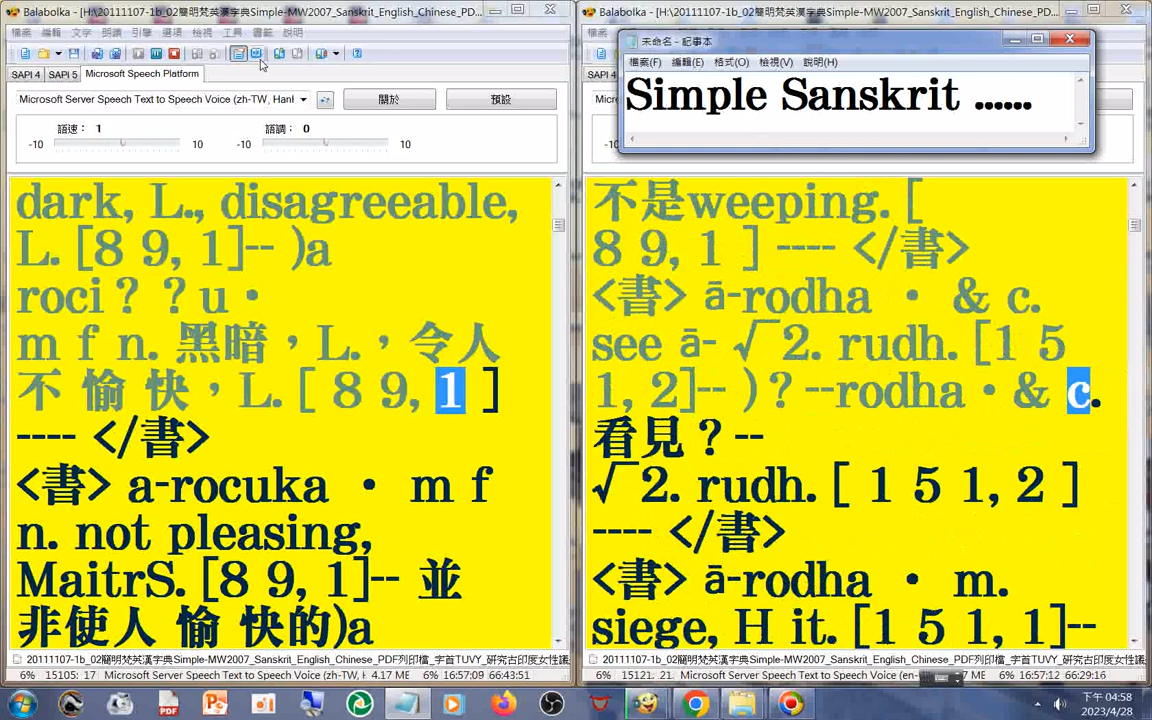 Balabolka - [H:\20111107-1b_02簡明梵英漢字典Simple-MW2007_Sanskrit_English_Chinese_PD...
檔案 編輯 文字 朗讀 引擎 選項 檢視 工具 書籤 說明
SAPI 4 SAPI 5 Microsoft Speech Platform
Microsoft Server Speech Text to Speech Voice (zh-TW, Hanl
關於 預設
語速： 1 語調： 0
-10 10 -10 10
dark, L., disagreeable,
L. [8 9, 1]-- )a
roci？？u·
m f n. 黑暗，L.，令人
不 愉 快，L. [ 8 9, 1 ]
---- </書>
<書> a-rocuka · m f
n. not pleasing,
MaitrS. [8 9, 1]-- 並
非使人 愉 快的)a
20111107-1b_02簡明梵英漢字典Simple-MW2007_Sanskrit_English_Chinese_PDF列印檔_字首TUVY_研究古印度女性議
6% 15105: 17 Microsoft Server Speech Text to Speech Voice (zh-TW, H 4.17 ME 6% 16:57:09 66:43:51
Balabolka - [H:\20111107-1b_02簡明梵英漢字典Simple-MW2007_Sanskrit_English_Chinese_PD...
SAPI 4
未命名 - 記事本
檔案(F) 編輯(E) 格式(O) 檢視(V) 說明(H)
Simple Sanskrit ......
不是weeping. [
8 9, 1 ] ---- </書>
<書> ā-rodha · & c.
see ā- √2. rudh. [1 5
1, 2]-- )？--rodha·& c.
看見？--
√2. rudh. [ 1 5 1, 2 ]
---- </書>
<書> ā-rodha · m.
siege, H it. [1 5 1, 1]--
20111107-1b_02簡明梵英漢字典Simple-MW2007_Sanskrit_English_Chinese_PDF列印檔_字首TUVY_研究古印度女性議
6% 15121: 21 Microsoft Server Speech Text to Speech Voice (en- 6% 16:57:12 66:29:16
下午 04:58
2023/4/28